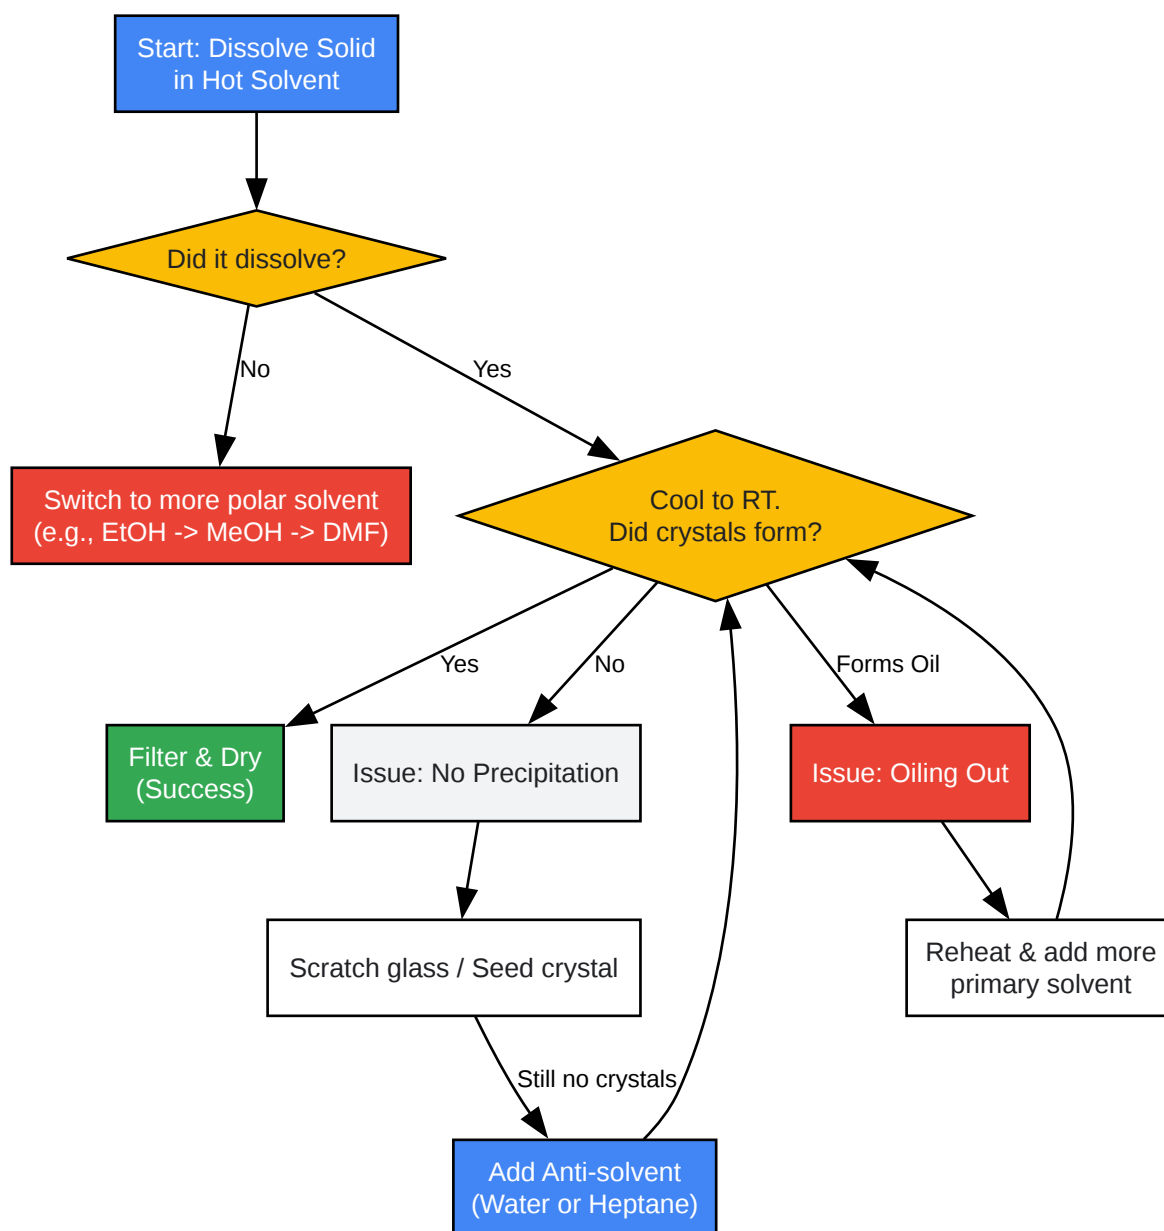 Start: Dissolve Solid
in Hot Solvent
Did it dissolve?
No
Yes
Switch to more polar solvent
(e.g., EtOH -> MeOH -> DMF)
Cool to RT.
Did crystals form?
Yes
No
Forms Oil
Filter & Dry
(Success)
Issue: No Precipitation
Issue: Oiling Out
Scratch glass / Seed crystal
Reheat & add more
primary solvent
Still no crystals
Add Anti-solvent
(Water or Heptane)